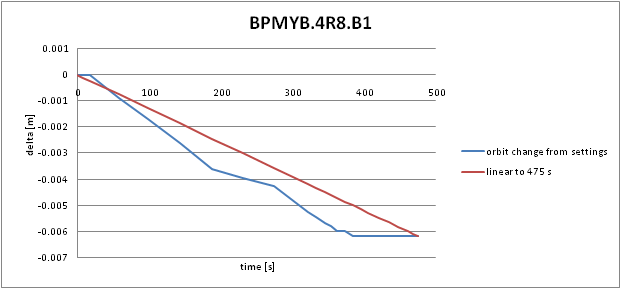 BPMYB.4R8.B1
0.001
0
-0.001
-0.002
-0.003
-0.004
-0.005
-0.006
-0.007
delta [m]
0 100 200 300 400 500
time [s]
orbit change from settings
linear to 475 s